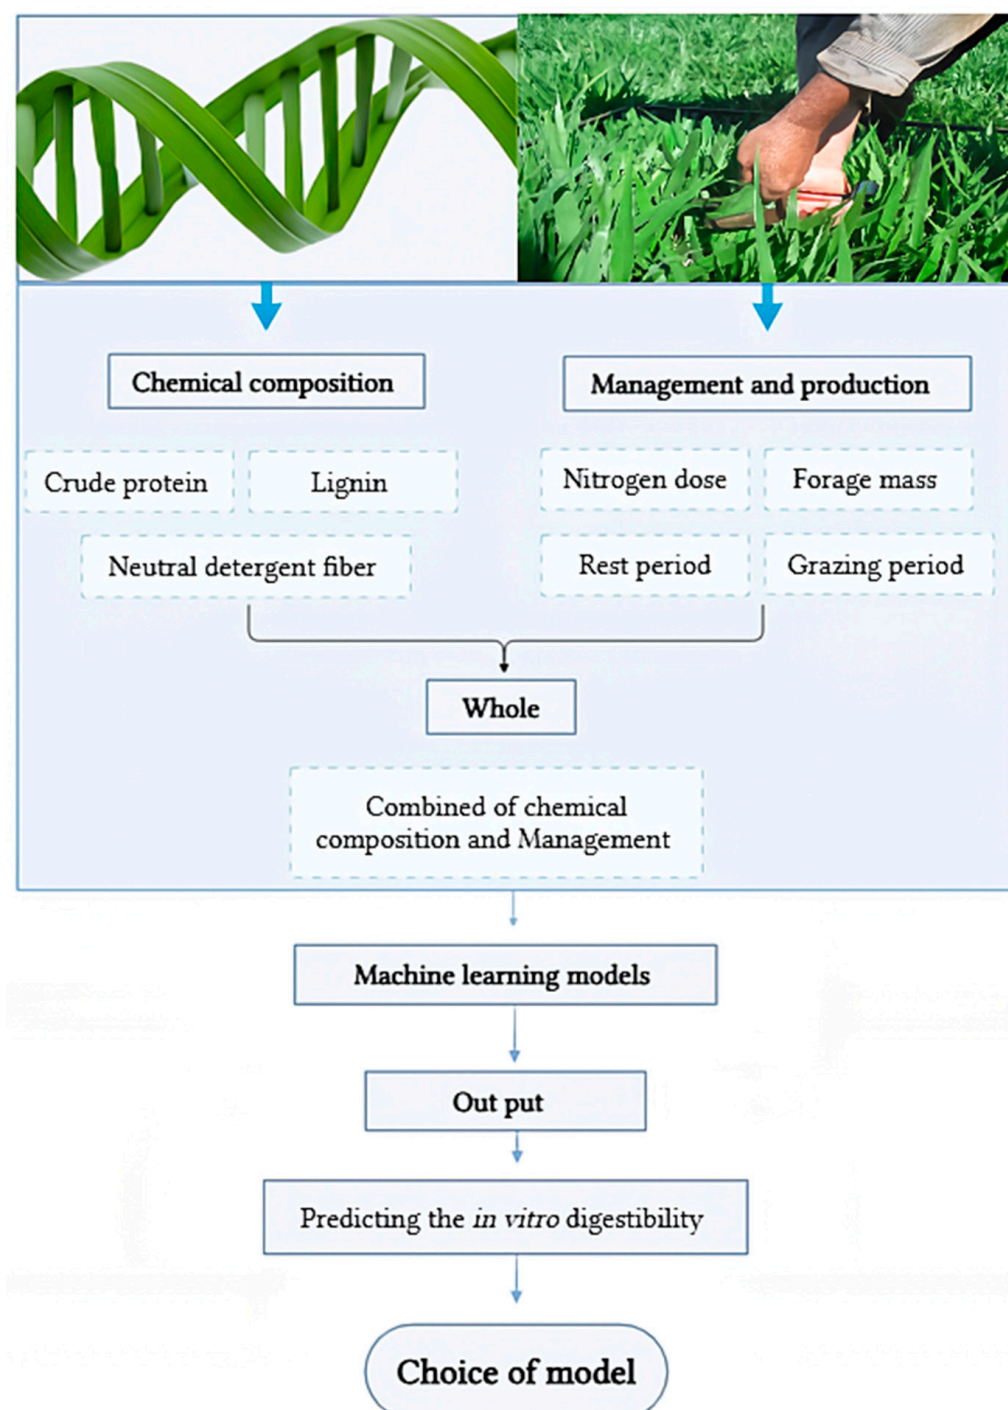 Chemical composition
Management and production
Crude protein
Lignin
Nitrogen dose
Forage mass
Neutral detergent fiber
Rest period
Grazing period
Whole
Combined of chemical
composition and Management
Machine learning models
Out put
Predicting the in vitro digestibility
Choice of model